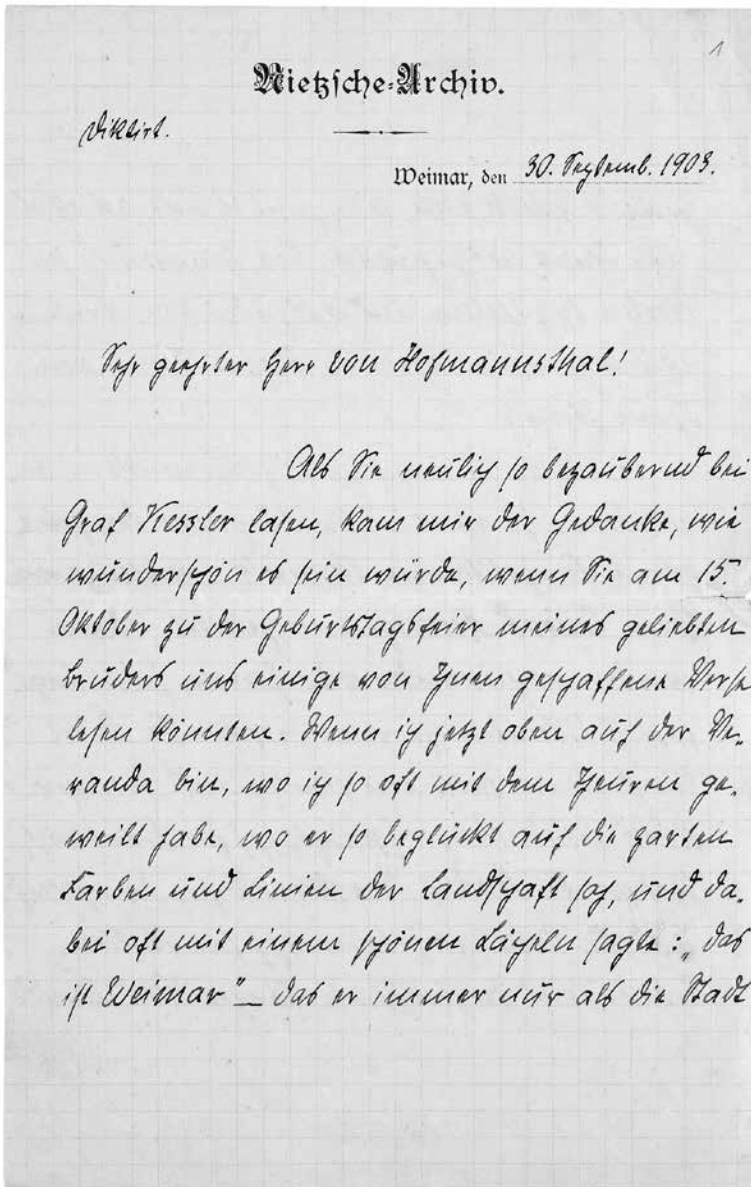 1
Nietzsche-Archiv.
Diktirt.
Weimar, den 30. Septemb. 1903.
Sehr geehrter Herr von Hofmannsthal!
Als Sie neulich so bezaubernd bei
Graf Kessler lasen, kam mir der Gedanke, wie
wunderschön es sein würde, wenn Sie am 15.
Oktober zu der Geburtstagsfeier meines geliebten
Bruders uns einige von Ihnen geschaffene Verse
lesen könnten. Wenn ich jetzt oben auf der Ve-
randa bin, wo ich so oft mit dem Theuren ge-
weilt habe, wo er so beglückt auf die zarten
Farben und Linien der Landschaft sah, und da-
bei oft mit einem schönen Lächeln sagte: „das
ist Weimar" – das er immer nur als die Stadt